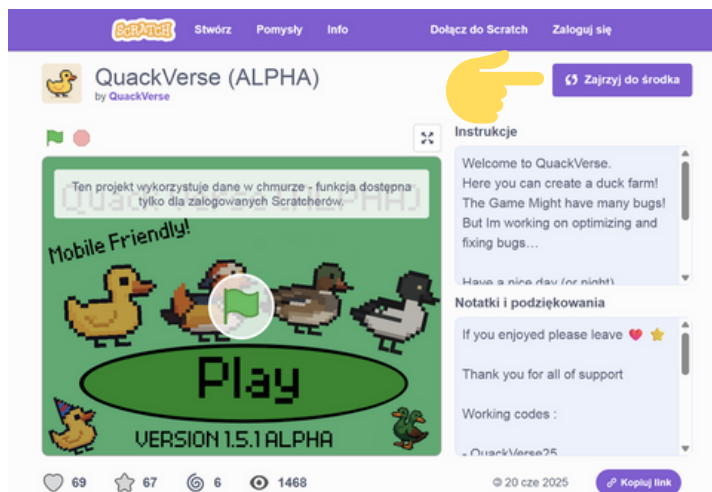 SCRATCH Stwórz Pomysły Info Dołącz do Scratch Zaloguj się
QuackVerse (ALPHA)
by QuackVerse
Zajrzyj do środka
Instrukcje
Welcome to QuackVerse.
Here you can create a duck farm!
The Game Might have many bugs!
But Im working on optimizing and
fixing bugs...
Have a nice day (or night)
Ten projekt wykorzystuje dane w chmurze - funkcja dostępna
tylko dla zalogowanych Scratcherów.
QuackVerse (ALPHA)
Mobile Friendly!
Play
VERSION 1.5.1 ALPHA
Notatki i podziękowania
If you enjoyed please leave ❤️ ⭐
Thank you for all of support
Working codes :
- QuackVerse25
69 67 6 1468
© 20 cze 2025
Kopiuj link